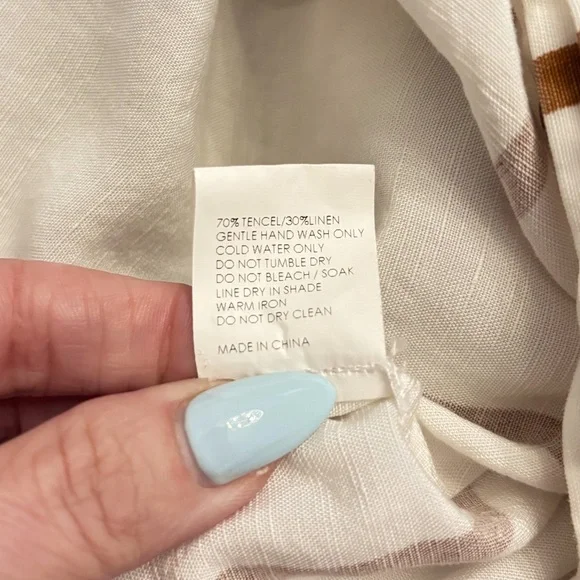 70% TENCEL/30%LINEN
GENTLE HAND WASH ONLY
COLD WATER ONLY
DO NOT TUMBLE DRY
DO NOT BLEACH / SOAK
LINE DRY IN SHADE
WARM IRON
DO NOT DRY CLEAN
MADE IN CHINA